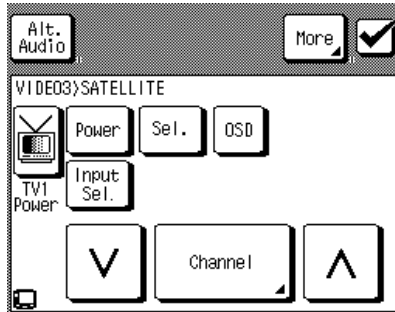 Alt.
Audio
More
VIDEO3>SATELLITE
Power
Sel.
OSD
TV1
Power
Input
Sel.
Channel